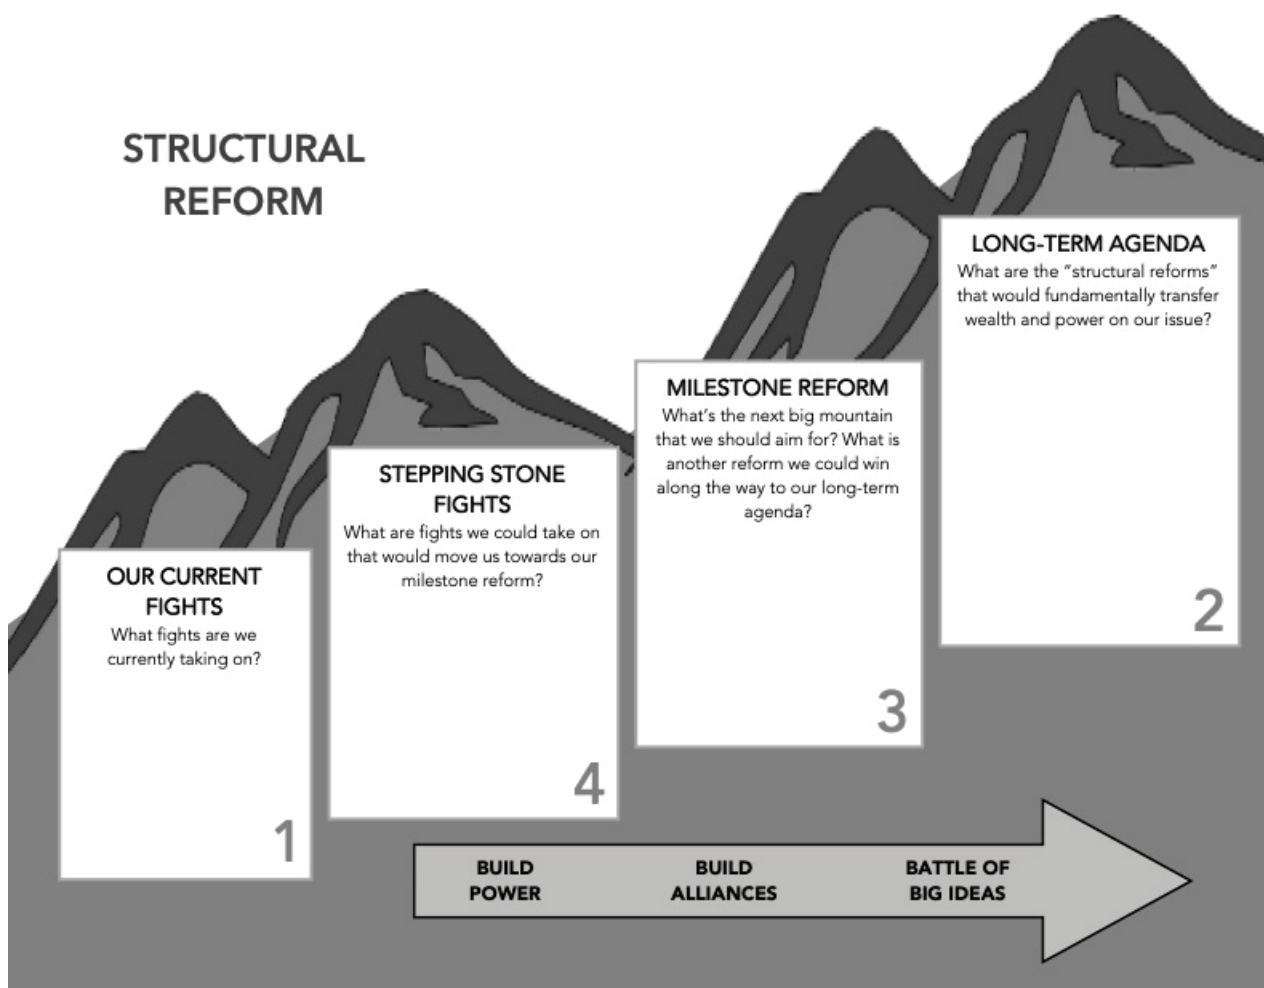 STRUCTURAL
REFORM
OUR CURRENT
FIGHTS
What fights are we
currently taking on?
1
STEPPING STONE
FIGHTS
What are fights we could take on
that would move us towards our
milestone reform?
4
MILESTONE REFORM
What's the next big mountain
that we should aim for? What is
another reform we could win
along the way to our long-term
agenda?
3
LONG-TERM AGENDA
What are the “structural reforms”
that would fundamentally transfer
wealth and power on our issue?
2
BUILD
POWER
BUILD
ALLIANCES
BATTLE OF
BIG IDEAS